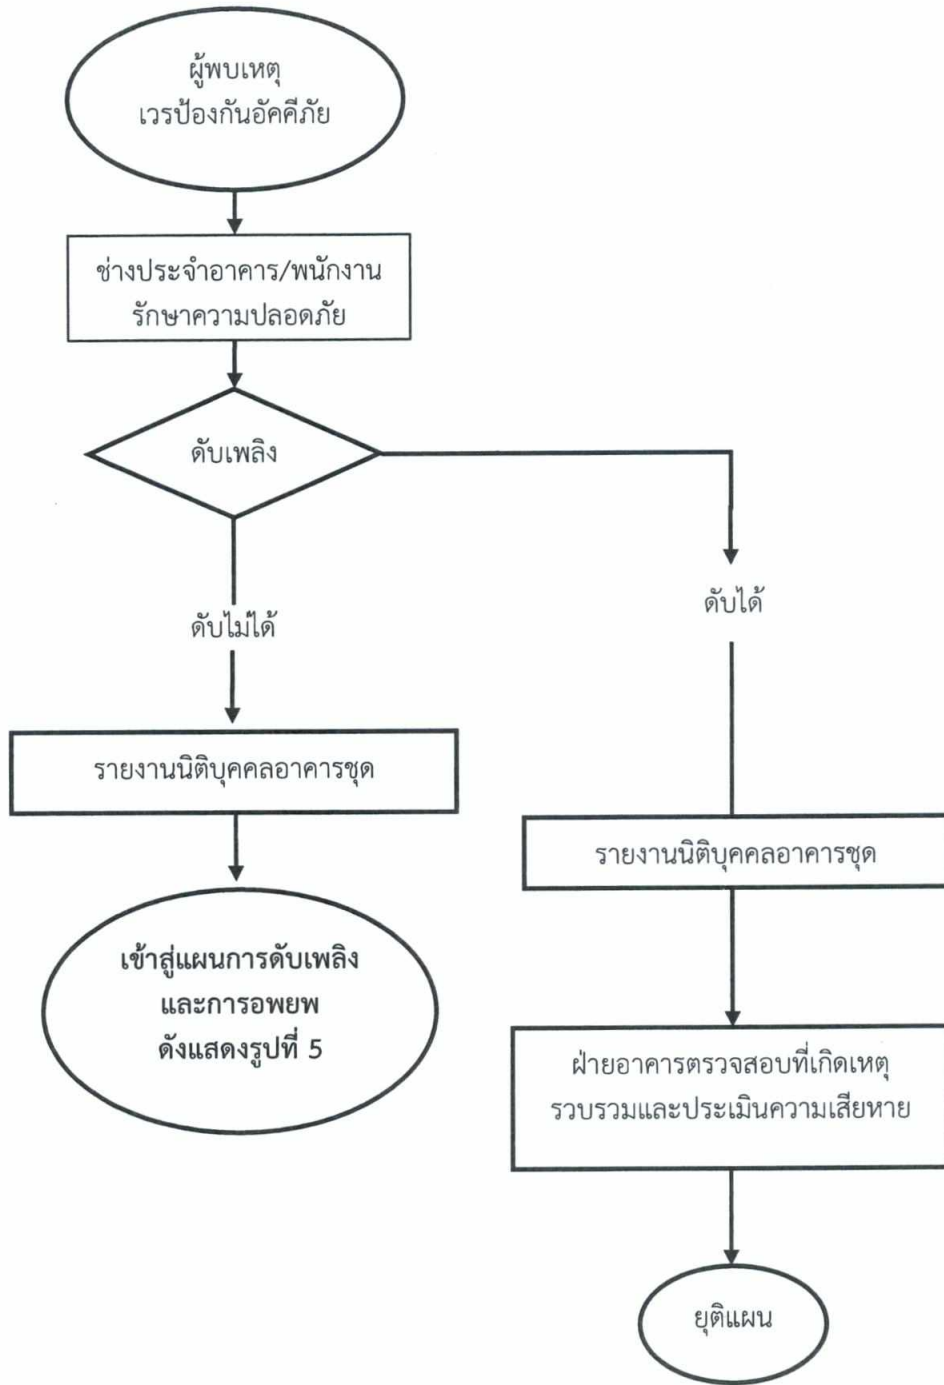 ผู้พบเหตุ
เวรป้องกันอัคคีภัย
ช่างประจำอาคาร/พนักงาน
รักษาความปลอดภัย
ดับเพลิง
ดับไม่ได้
รายงานนิติบุคคลอาคารชุด
เข้าสู่แผนการดับเพลิง
และการอพยพ
ดังแสดงรูปที่ 5
ดับได้
รายงานนิติบุคคลอาคารชุด
ฝ่ายอาคารตรวจสอบที่เกิดเหตุ
รวบรวมและประเมินความเสียหาย
ยุติแผน